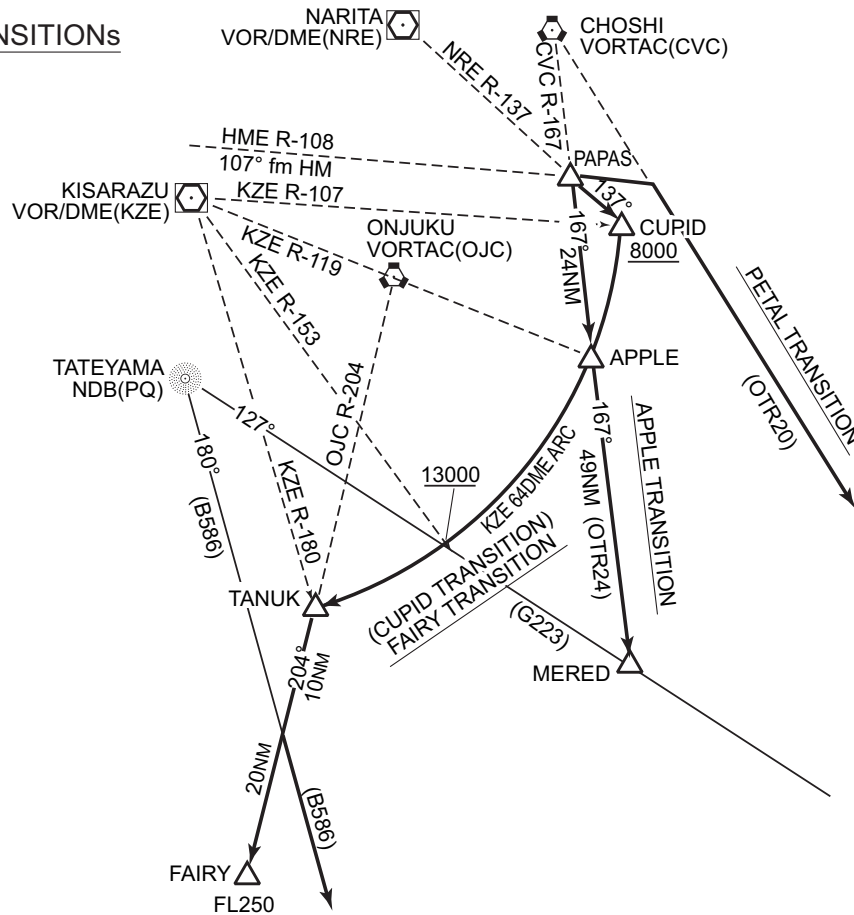 NSITIONs
NARITA
VOR/DME(NRE)
CHOSHI
VORTAC(CVC)
NRE R-137
CVC R-167
HME R-108
107° fm HM
PAPAS
KISARAZU
VOR/DME(KZE)
KZE R-107
137°
CUPID
8000
ONJUKU
VORTAC(OJC)
KZE R-119
167°
24NM
KZE R-153
PETAL TRANSITION
(OTR20)
TATEYAMA
NDB(PQ)
APPLE
127°
OJC R-204
167°
49NM (OTR24)
APPLE TRANSITION
180°
(B586)
KZE R-180
13000
KZE 64DME ARC
(CUPID TRANSITION)
FAIRY TRANSITION
TANUK
(G223)
MERED
204°
10NM
20NM
(B586)
FAIRY
FL250